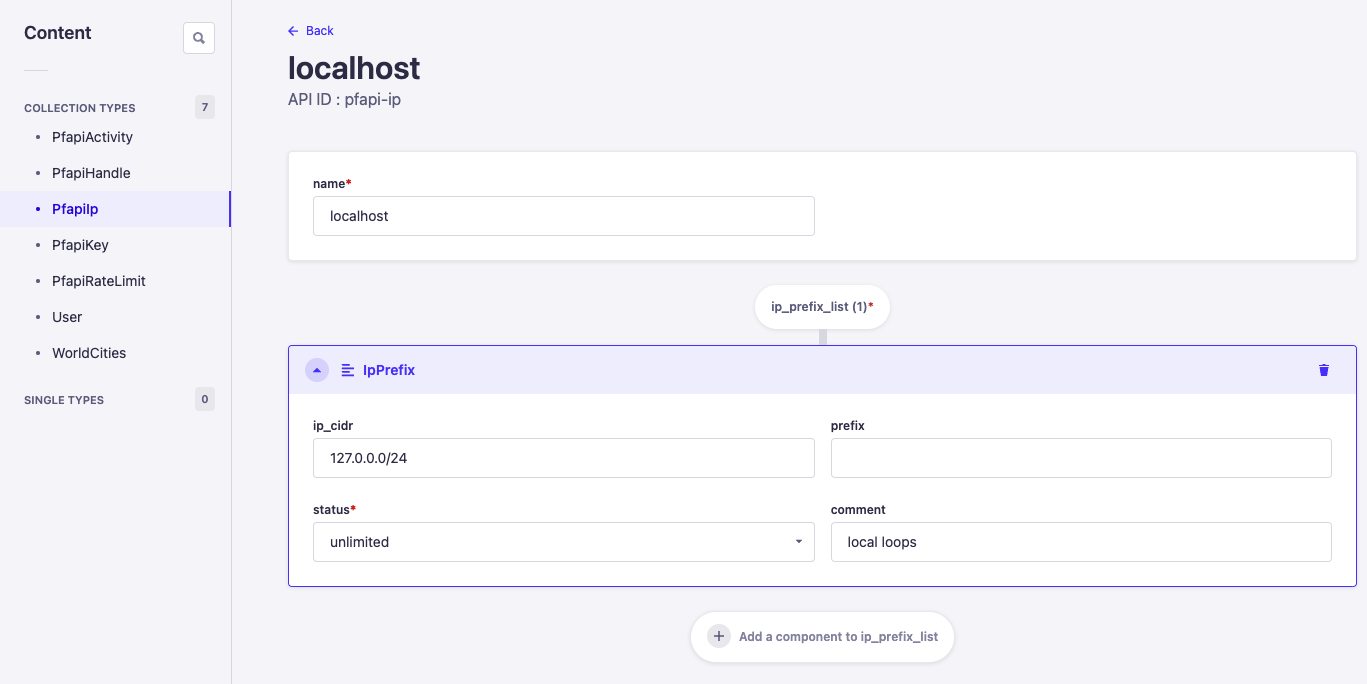 Content
COLLECTION TYPES 7
PfapiActivity
PfapiHandle
PfapiIp
PfapiKey
PfapiRateLimit
User
WorldCities
SINGLE TYPES 0
Back
localhost
API ID : pfapi-ip
name*
localhost
ip_prefix_list (1)*
IpPrefix
ip_cidr prefix
127.0.0.0/24
status* comment
unlimited local loops
Add a component to ip_prefix_list